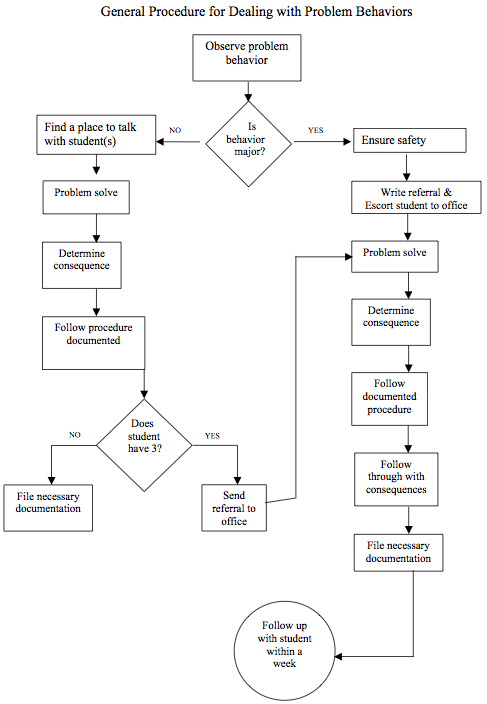 General Procedure for Dealing with Problem Behaviors
Observe problem
behavior
Is
behavior
major?
NO
YES
Find a place to talk
with student(s)
Problem solve
Determine
consequence
Follow procedure
documented
Does
student
have 3?
NO
YES
File necessary
documentation
Send
referral to
office
Ensure safety
Write referral &
Escort student to office
Problem solve
Determine
consequence
Follow
documented
procedure
Follow
through with
consequences
File necessary
documentation
Follow up
with student
within a
week